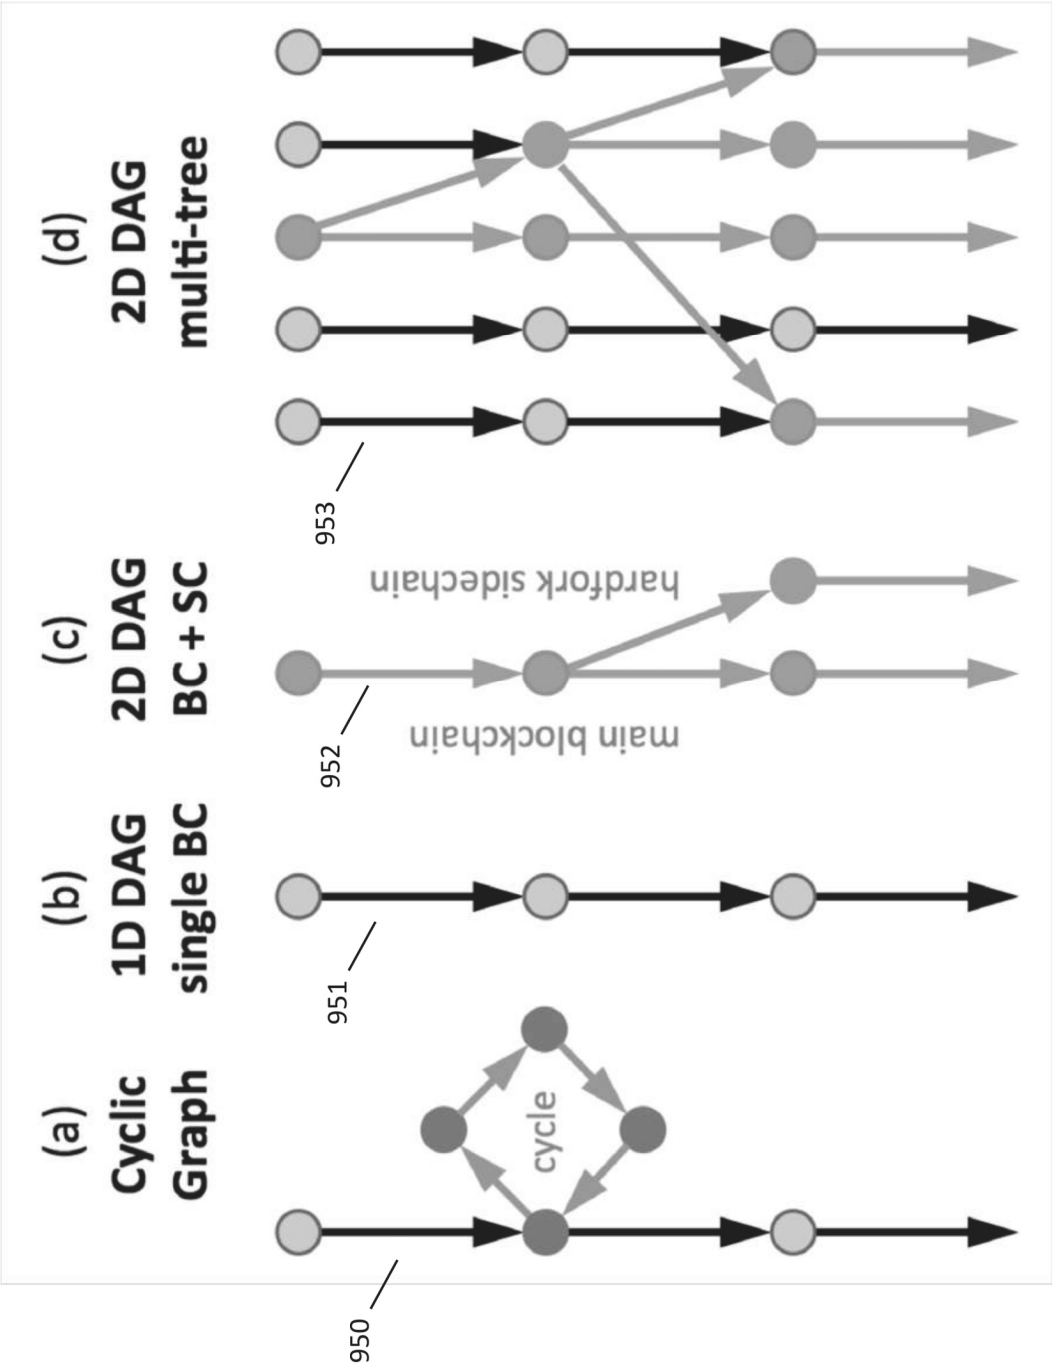 (a)
Cyclic
Graph
950
cycle
(b)
1D DAG
single BC
951
(c)
2D DAG
BC + SC
952
main blockchain
hardfork sidechain
(d)
2D DAG
multi-tree
953